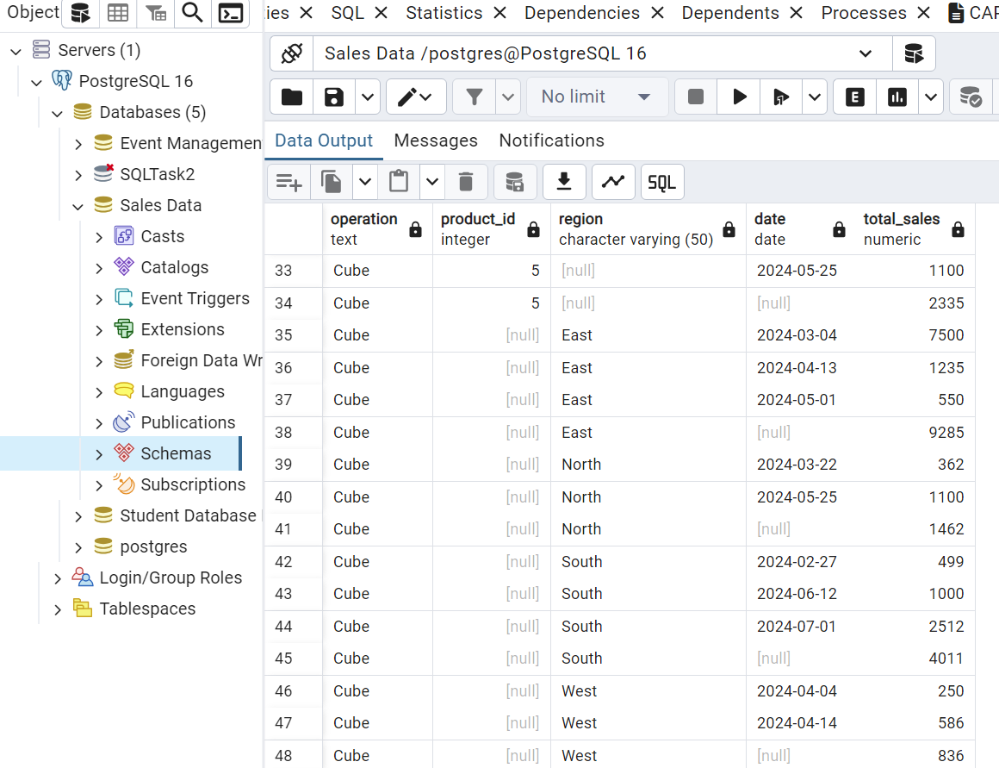 Object
ies SQL Statistics Dependencies Dependents Processes CAP
Servers (1)
PostgreSQL 16
Databases (5)
Event Managemen
SQLTask2
Sales Data
Casts
Catalogs
Event Triggers
Extensions
Foreign Data Wr
Languages
Publications
Schemas
Subscriptions
Student Database
postgres
Login/Group Roles
Tablespaces
Sales Data /postgres@PostgreSQL 16
No limit E
Data Output Messages Notifications
SQL
operation product_id region date total_sales
text integer character varying (50) date numeric
33 Cube 5 [null] 2024-05-25 1100
34 Cube 5 [null] [null] 2335
35 Cube [null] East 2024-03-04 7500
36 Cube [null] East 2024-04-13 1235
37 Cube [null] East 2024-05-01 550
38 Cube [null] East [null] 9285
39 Cube [null] North 2024-03-22 362
40 Cube [null] North 2024-05-25 1100
41 Cube [null] North [null] 1462
42 Cube [null] South 2024-02-27 499
43 Cube [null] South 2024-06-12 1000
44 Cube [null] South 2024-07-01 2512
45 Cube [null] South [null] 4011
46 Cube [null] West 2024-04-04 250
47 Cube [null] West 2024-04-14 586
48 Cube [null] West [null] 836